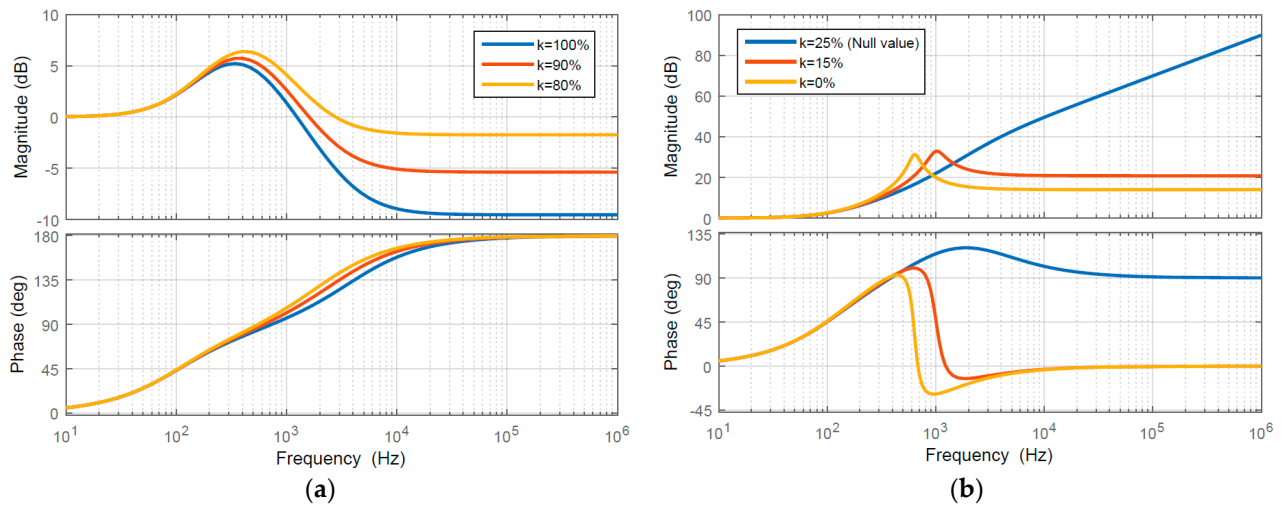 10
5
0
-5
-10
Magnitude (dB)
k=100%
k=90%
k=80%
180
135
90
45
0
Phase (deg)
10^1 10^2 10^3 10^4 10^5 10^6
Frequency (Hz)
(a)
100
80
60
40
20
0
Magnitude (dB)
k=25% (Null value)
k=15%
k=0%
135
90
45
0
-45
Phase (deg)
10^1 10^2 10^3 10^4 10^5 10^6
Frequency (Hz)
(b)